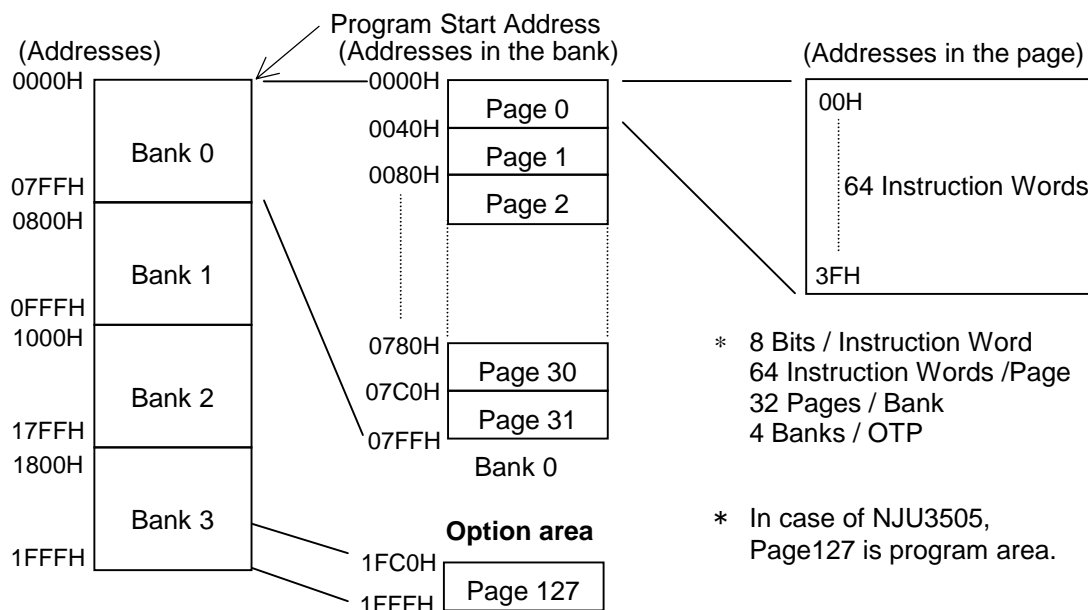 Program Start Address
(Addresses)
(Addresses in the bank)
(Addresses in the page)
0000H
Bank 0
07FFH
0800H
Bank 1
0FFFH
1000H
Bank 2
17FFH
1800H
Bank 3
1FFFH
0000H
Page 0
0040H
Page 1
0080H
Page 2
0780H
Page 30
07C0H
Page 31
07FFH
Bank 0
Option area
1FC0H
Page 127
1FFFH
00H
64 Instruction Words
3FH
* 8 Bits / Instruction Word
64 Instruction Words /Page
32 Pages / Bank
4 Banks / OTP
* In case of NJU3505,
Page127 is program area.